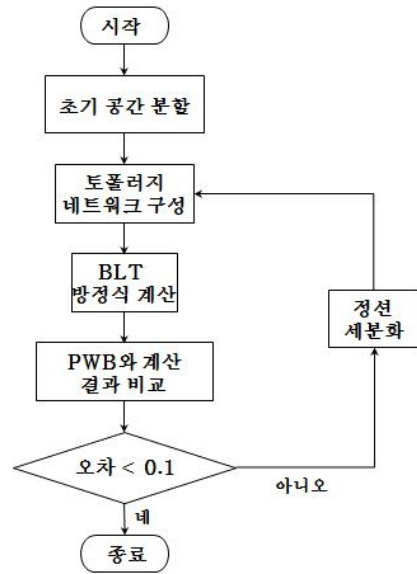 시작
초기 공간 분할
토폴러지
네트워크 구성
BLT
방정식 계산
정션
세분화
PWB와 계산
결과 비교
오차 < 0.1
아니오
네
종료